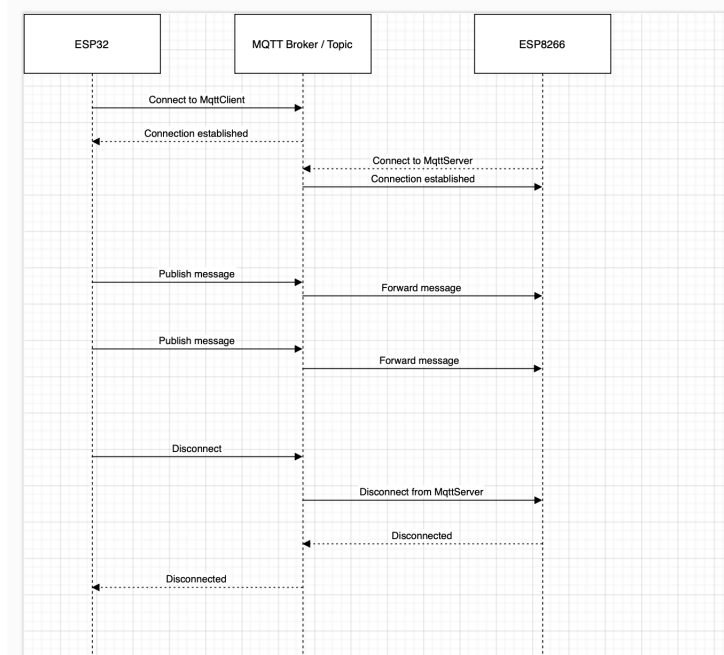 ESP32
MQTT Broker / Topic
ESP8266
Connect to MqttClient
Connection established
Connect to MqttServer
Connection established
Publish message
Forward message
Publish message
Forward message
Disconnect
Disconnect from MqttServer
Disconnected
Disconnected